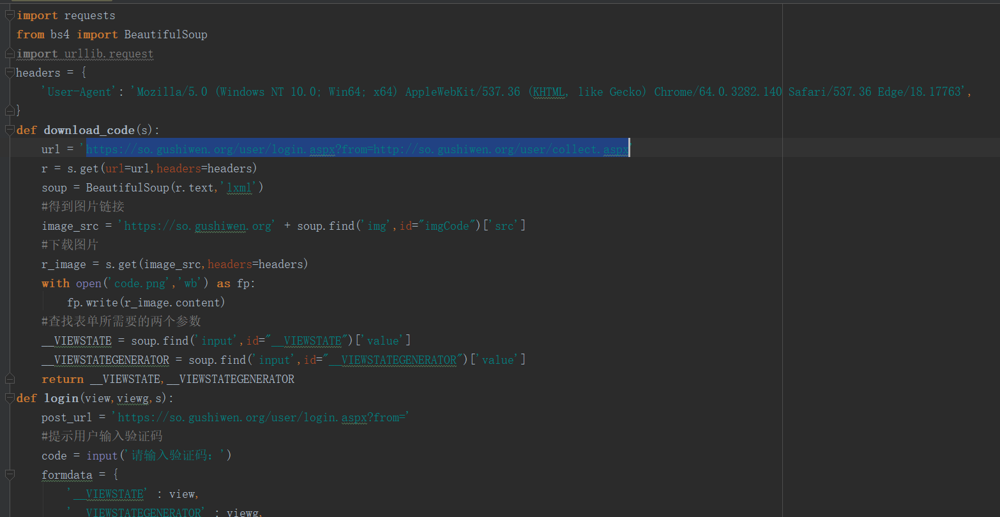 import requests
from bs4 import BeautifulSoup
import urllib.request
headers = {
    'User-Agent': 'Mozilla/5.0 (Windows NT 10.0; Win64; x64) AppleWebKit/537.36 (KHTML, like Gecko) Chrome/64.0.3282.140 Safari/537.36 Edge/18.17763',
}
def download_code(s):
    url = 'https://so.gushiwen.org/user/login.aspx?from=http://so.gushiwen.org/user/collect.aspx'
    r = s.get(url=url,headers=headers)
    soup = BeautifulSoup(r.text,'lxml')
    #得到图片链接
    image_src = 'https://so.gushiwen.org' + soup.find('img',id="imgCode")['src']
    #下载图片
    r_image = s.get(image_src,headers=headers)
    with open('code.png','wb') as fp:
        fp.write(r_image.content)
    #查找表单所需要的两个参数
    __VIEWSTATE = soup.find('input',id="__VIEWSTATE")['value']
    __VIEWSTATEGENERATOR = soup.find('input',id="__VIEWSTATEGENERATOR")['value']
    return __VIEWSTATE,__VIEWSTATEGENERATOR
def login(view,viewg,s):
    post_url = 'https://so.gushiwen.org/user/login.aspx?from='
    #提示用户输入验证码
    code = input('请输入验证码：')
    formdata = {
        '__VIEWSTATE' : view,
        '__VIEWSTATEGENERATOR' : viewg,